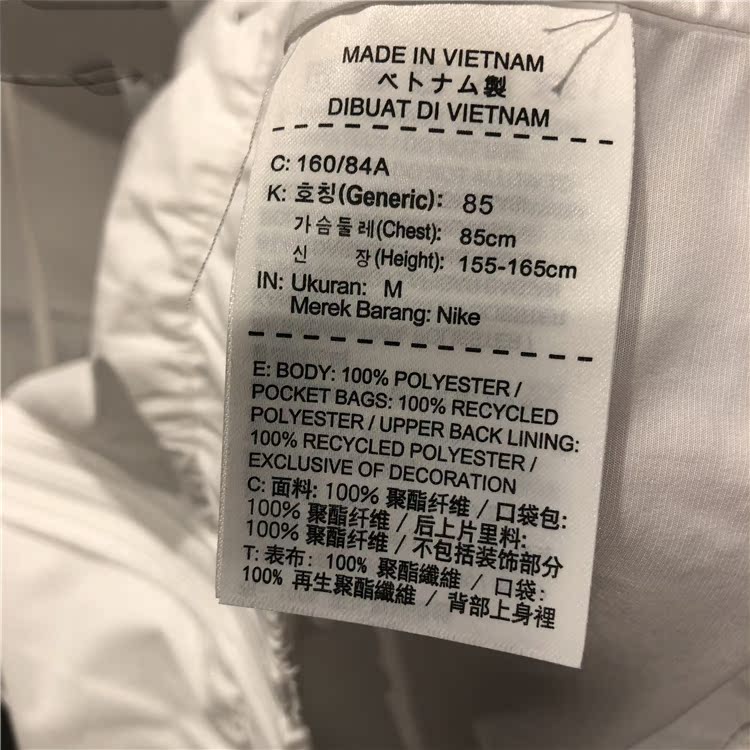 MADE IN VIETNAM
ベトナム製
DIBUAT DI VIETNAM
C: 160/84A
K: 호칭(Generic): 85
가슴둘레(Chest): 85cm
신 장(Height): 155-165cm
IN: Ukuran: M
Merek Barang: Nike
E: BODY: 100% POLYESTER /
POCKET BAGS: 100% RECYCLED
POLYESTER / UPPER BACK LINING:
100% RECYCLED POLYESTER /
EXCLUSIVE OF DECORATION
C: 面料: 100% 聚酯纤维 / 口袋包:
100% 聚酯纤维 / 后上片里料:
100% 聚酯纤维 / 不包括装饰部分
T: 表布: 100% 聚酯纖維 / 口袋:
100% 再生聚酯纖維 / 背部上身裡